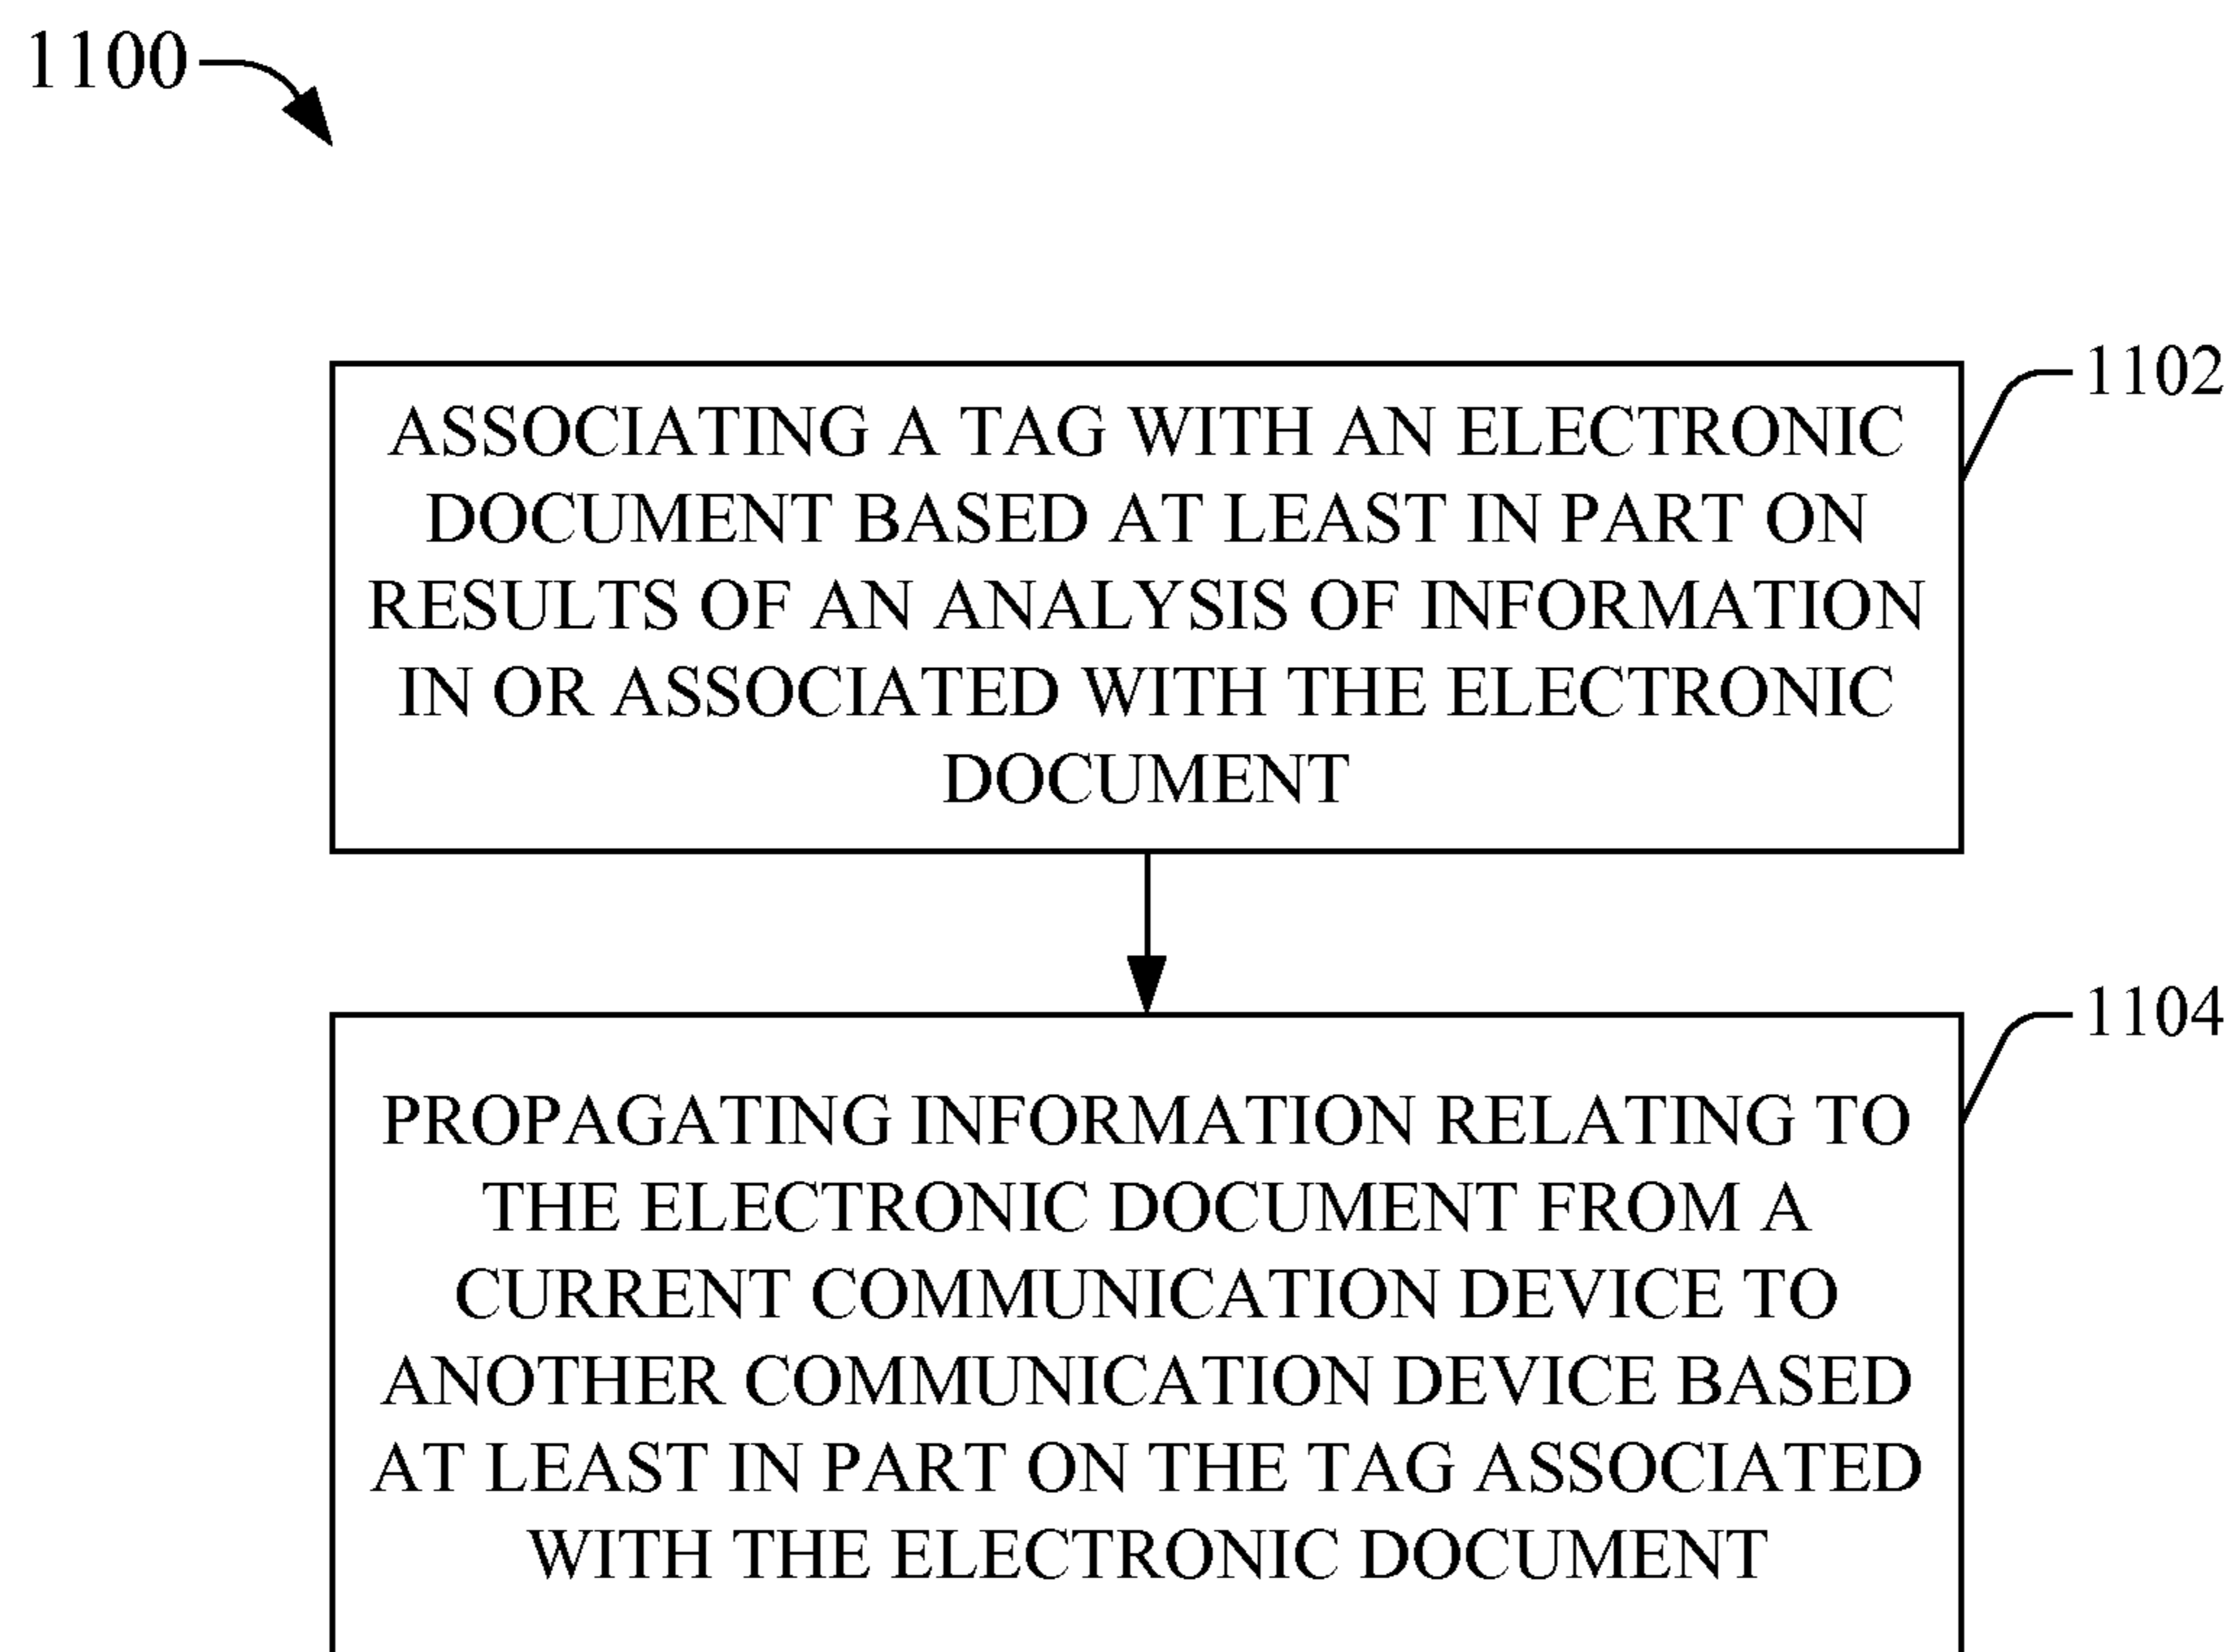 1100
1102
ASSOCIATING A TAG WITH AN ELECTRONIC
DOCUMENT BASED AT LEAST IN PART ON
RESULTS OF AN ANALYSIS OF INFORMATION
IN OR ASSOCIATED WITH THE ELECTRONIC
DOCUMENT
1104
PROPAGATING INFORMATION RELATING TO
THE ELECTRONIC DOCUMENT FROM A
CURRENT COMMUNICATION DEVICE TO
ANOTHER COMMUNICATION DEVICE BASED
AT LEAST IN PART ON THE TAG ASSOCIATED
WITH THE ELECTRONIC DOCUMENT